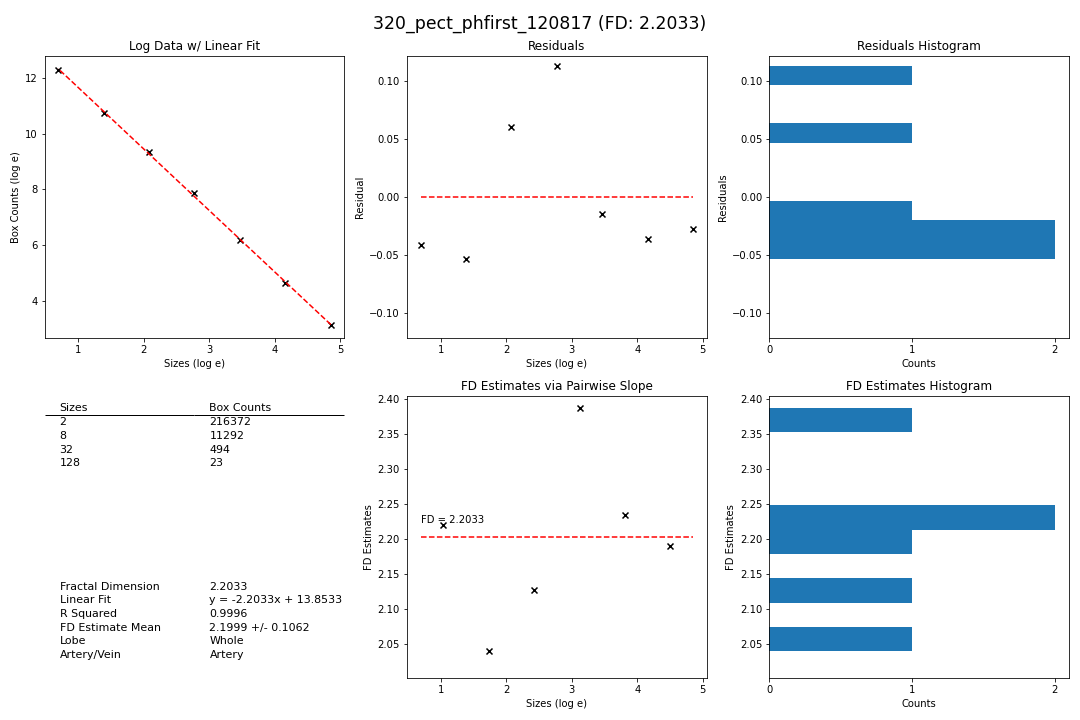 320_pect_phfirst_120817 (FD: 2.2033)
Log Data w/ Linear Fit
Box Counts (log e)
12
10
8
6
4
1 2 3 4 5
Sizes (log e)
Residuals
Residual
0.10
0.05
0.00
−0.05
−0.10
1 2 3 4 5
Sizes (log e)
Residuals Histogram
Residuals
0.10
0.05
0.00
−0.05
−0.10
0 1 2
Counts
Sizes Box Counts
2 216372
8 11292
32 494
128 23
Fractal Dimension 2.2033
Linear Fit y = -2.2033x + 13.8533
R Squared 0.9996
FD Estimate Mean 2.1999 +/- 0.1062
Lobe Whole
Artery/Vein Artery
FD Estimates via Pairwise Slope
FD Estimates
2.40
2.35
2.30
2.25
2.20
2.15
2.10
2.05
FD = 2.2033
1 2 3 4 5
Sizes (log e)
FD Estimates Histogram
FD Estimates
2.40
2.35
2.30
2.25
2.20
2.15
2.10
2.05
0 1 2
Counts